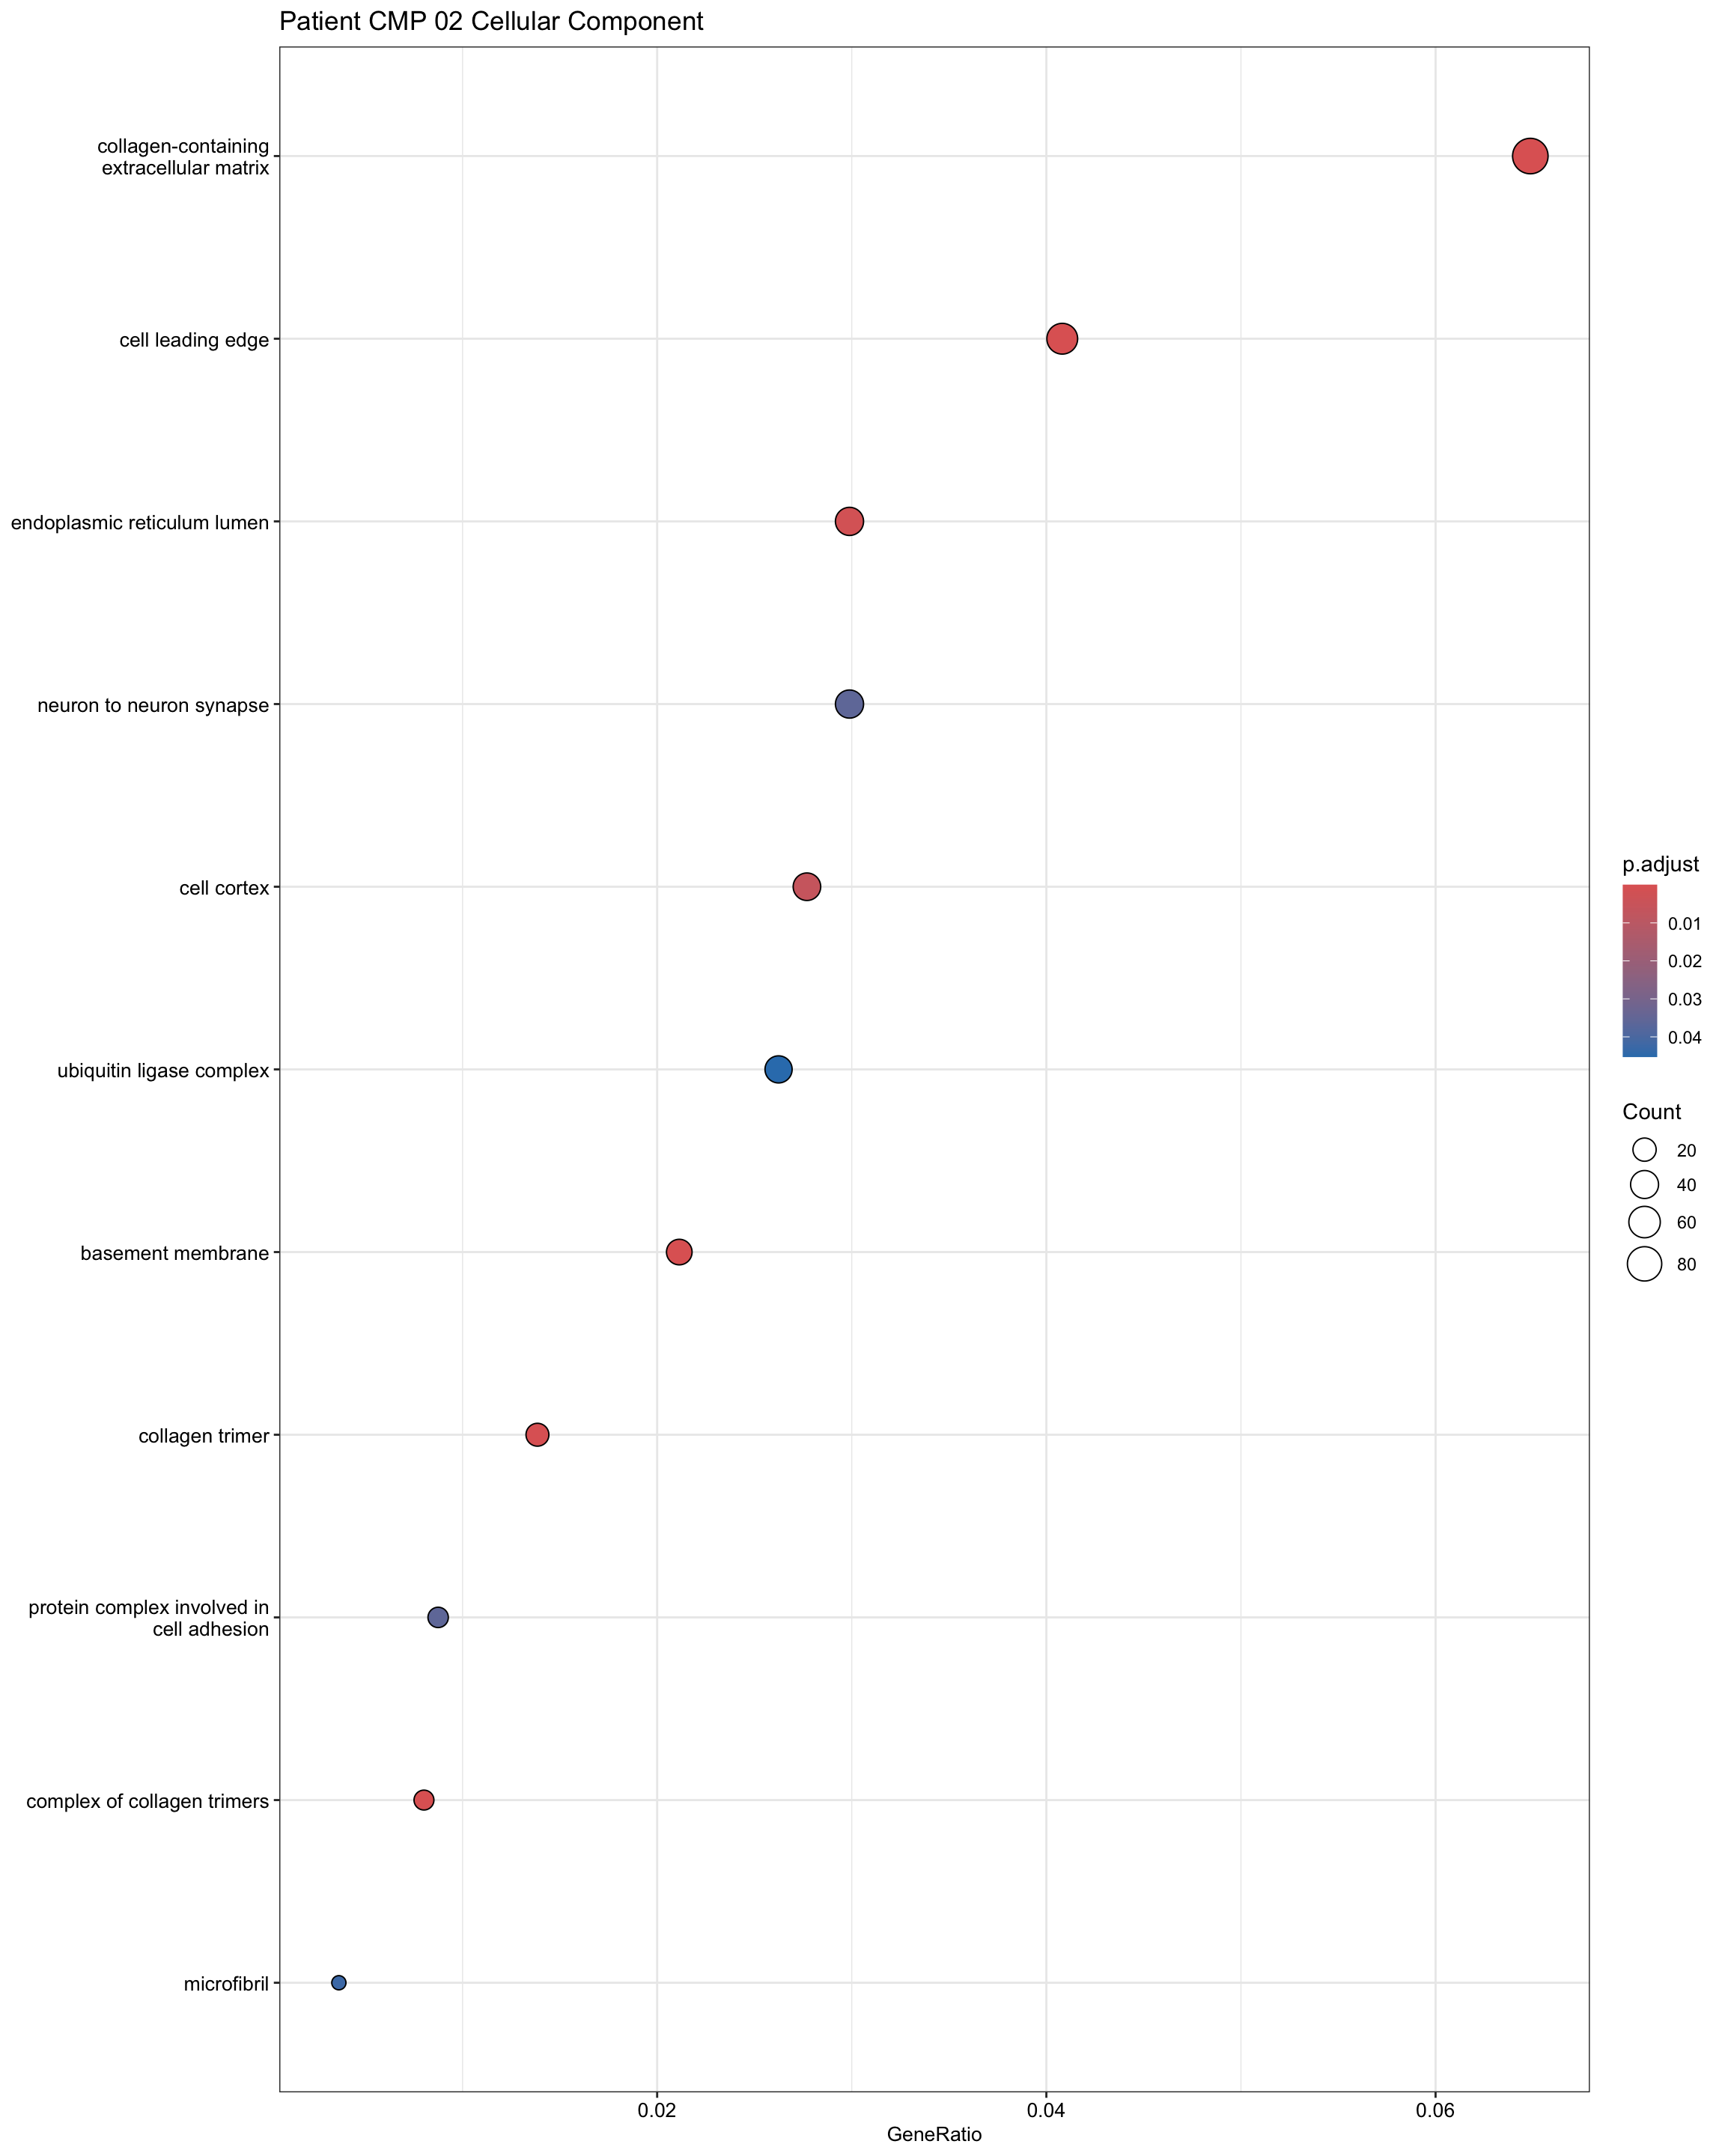 Patient CMP 02 Cellular Component
collagen-containing
extracellular matrix
cell leading edge
endoplasmic reticulum lumen
neuron to neuron synapse
cell cortex
ubiquitin ligase complex
basement membrane
collagen trimer
protein complex involved in
cell adhesion
complex of collagen trimers
microfibril
0.02
0.04
0.06
GeneRatio
p.adjust
0.01
0.02
0.03
0.04
Count
20
40
60
80